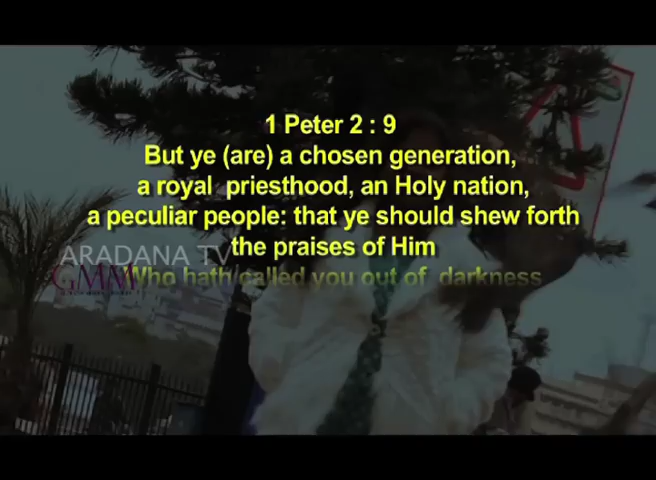 1 Peter 2 : 9
But ye (are) a chosen generation,
a royal priesthood, an Holy nation,
a peculiar people: that ye should shew forth
the praises of Him
ARADANA TV
GMM
Who hath called you out of darkness